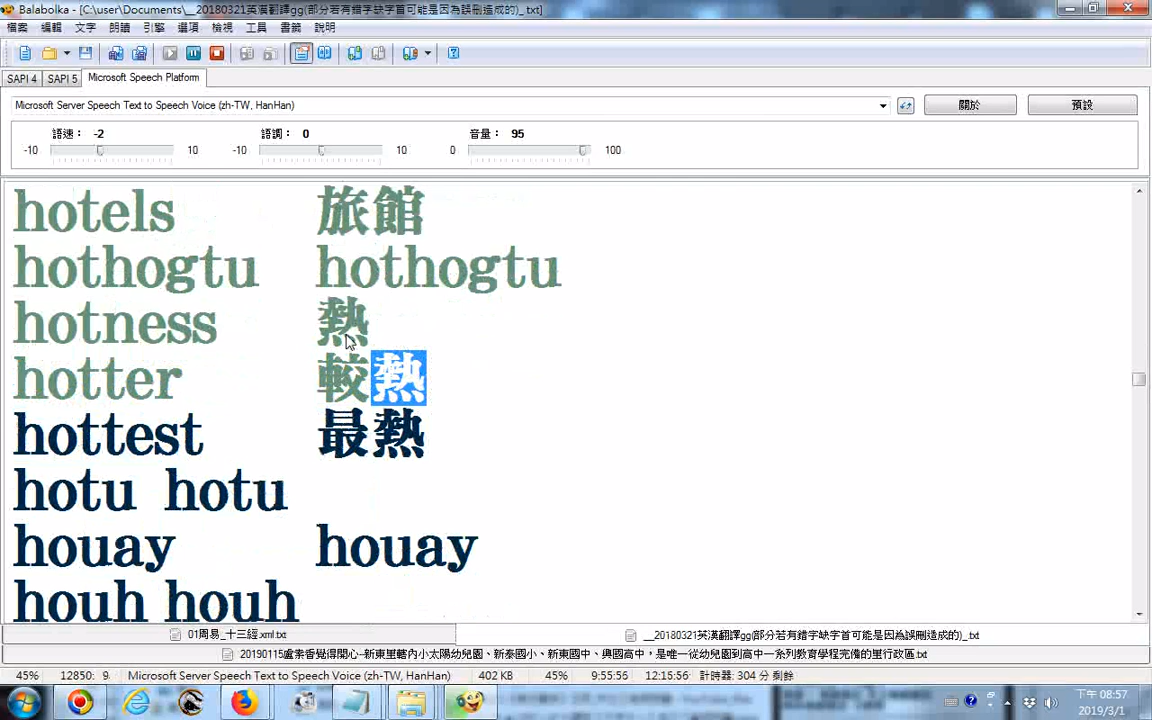 Balabolka - [C:\user\Documents\__20180321英漢翻譯gg(部分若有錯字缺字首可能是因為誤刪造成的)_.txt]
檔案 編輯 文字 朗讀 引擎 選項 檢視 工具 書籤 說明
SAPI 4 SAPI 5 Microsoft Speech Platform
Microsoft Server Speech Text to Speech Voice (zh-TW, HanHan) 關於 預設
語速： -2 語調： 0 音量： 95
-10 10 -10 10 0 100
hotels 旅館
hothogtu hothogtu
hotness 熱
hotter 較熱
hottest 最熱
hotu hotu
houay houay
houh houh
01周易_十三經.xml.txt __20180321英漢翻譯gg(部分若有錯字缺字首可能是因為誤刪造成的)_.txt
20190115盧素香覺得開心-新東里轄內小太陽幼兒園、新泰國小、新東國中、興國高中，是唯一從幼兒園到高中一系列教育學程完備的里行政區.txt
45% 12850: 9 Microsoft Server Speech Text to Speech Voice (zh-TW, HanHan) 402 KB 45% 9:55:56 12:15:56 計時器: 304 分 剩餘
下午 08:57
2019/3/1